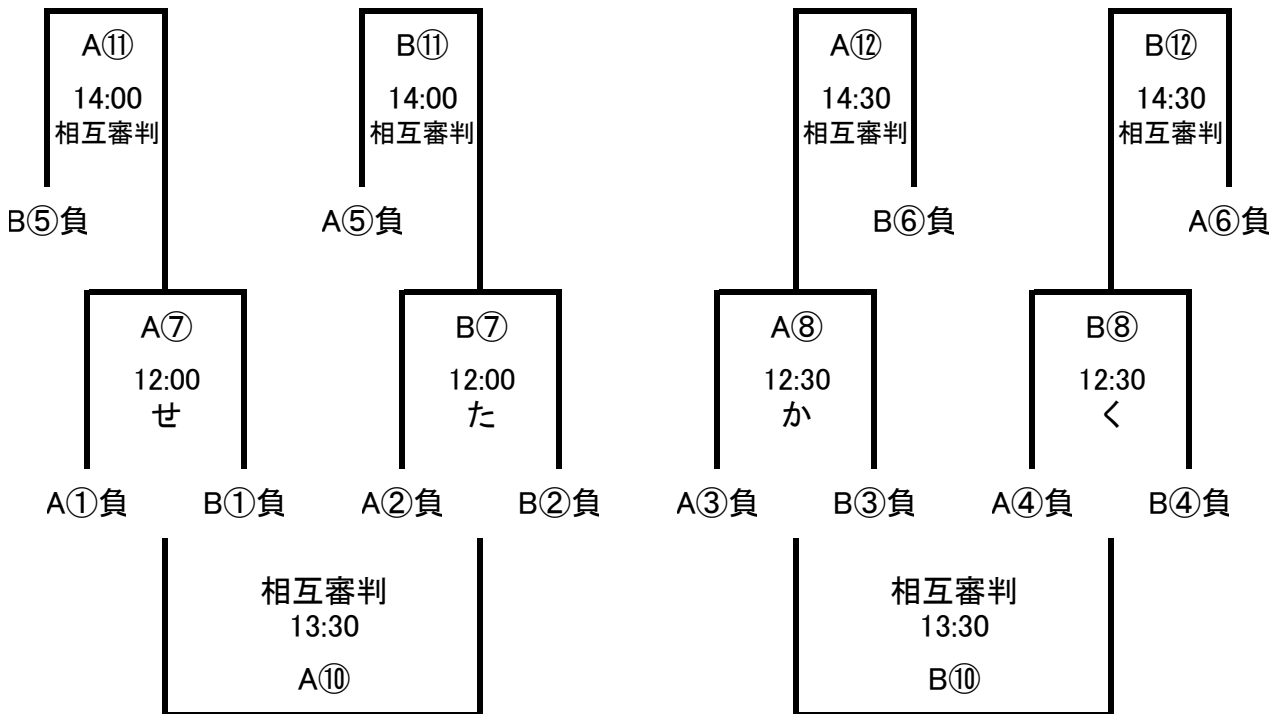 A⑪ B⑪ A⑫ B⑫
14:00 14:00 14:30 14:30
相互審判 相互審判 相互審判 相互審判
B⑤負 A⑤負 B⑥負 A⑥負
A⑦ B⑦ A⑧ B⑧
12:00 12:00 12:30 12:30
せ た か く
A①負 B①負 A②負 B②負 A③負 B③負 A④負 B④負
相互審判 相互審判
13:30 13:30
A⑩ B⑩